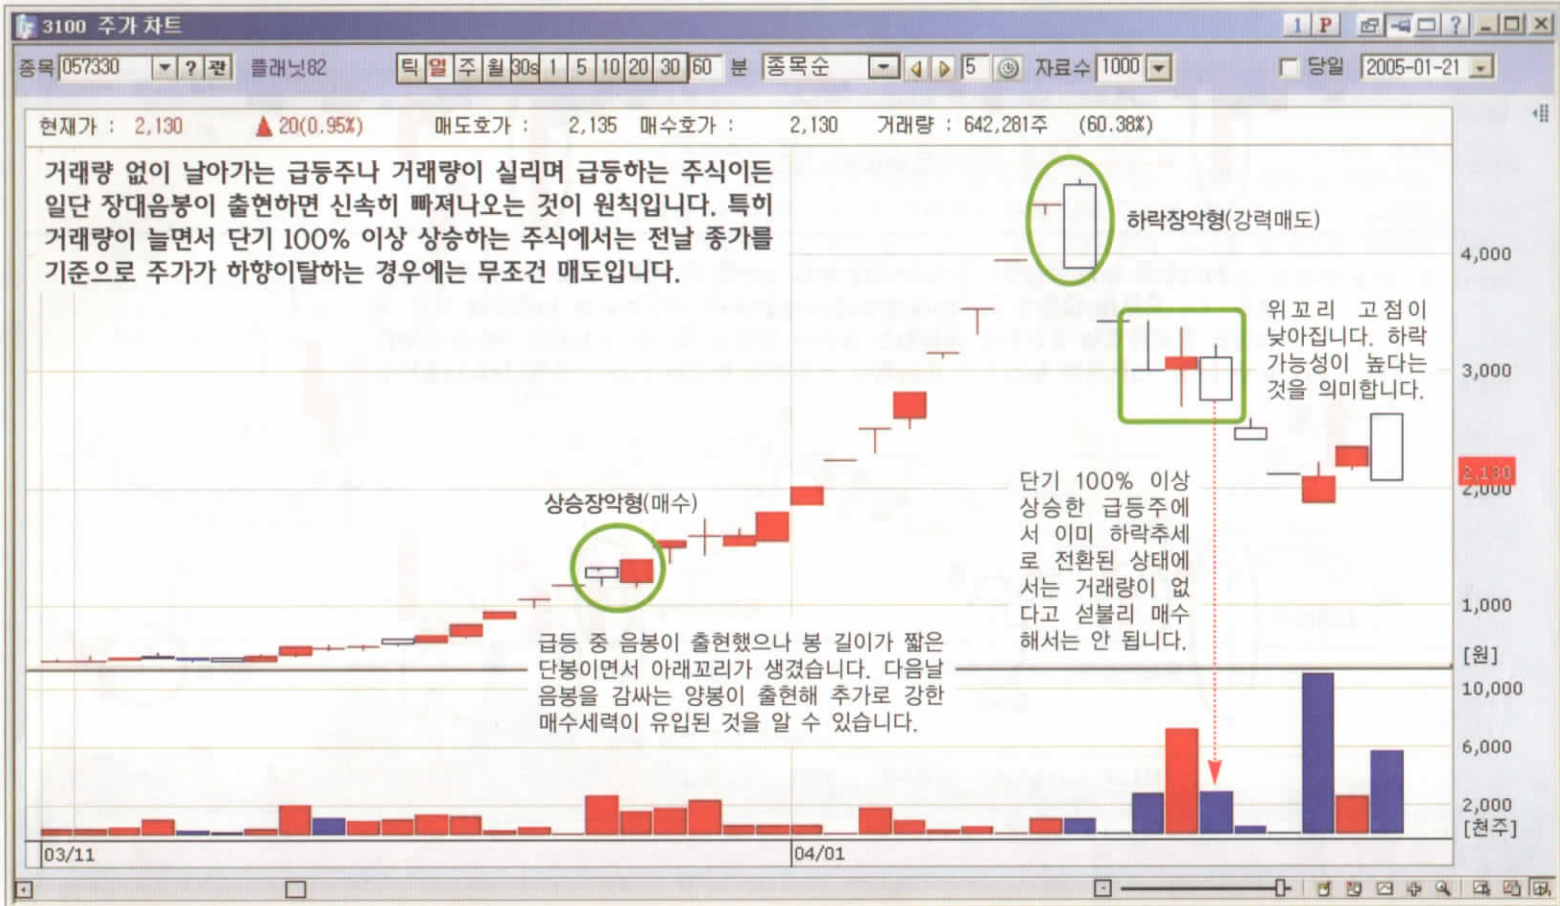 3100 주가 차트
1 P ?
종목 057330 ? 관 플래닛82 틱 일 주 월 30s 1 5 10 20 30 60 분 종목순 5 자료수 1000 당일 2005-01-21
현재가 : 2,130 ▲ 20(0.95%) 매도호가 : 2,135 매수호가 : 2,130 거래량 : 642,281주 (60.38%)
거래량 없이 날아가는 급등주나 거래량이 실리며 급등하는 주식이든
일단 장대음봉이 출현하면 신속히 빠져나오는 것이 원칙입니다. 특히
거래량이 늘면서 단기 100% 이상 상승하는 주식에서는 전날 종가를
기준으로 주가가 하향이탈하는 경우에는 무조건 매도입니다.
하락장악형(강력매도)
위꼬리 고점이
낮아집니다. 하락
가능성이 높다는
것을 의미합니다.
상승장악형(매수)
단기 100% 이상
상승한 급등주에
서 이미 하락추세
로 전환된 상태에
서는 거래량이 없
다고 섣불리 매수
해서는 안 됩니다.
급등 중 음봉이 출현했으나 봉 길이가 짧은
단봉이면서 아래꼬리가 생겼습니다. 다음날
음봉을 감싸는 양봉이 출현해 추가로 강한
매수세력이 유입된 것을 알 수 있습니다.
4,000
3,000
2,130
2,000
1,000
[원]
10,000
6,000
2,000
[천주]
03/11
04/01